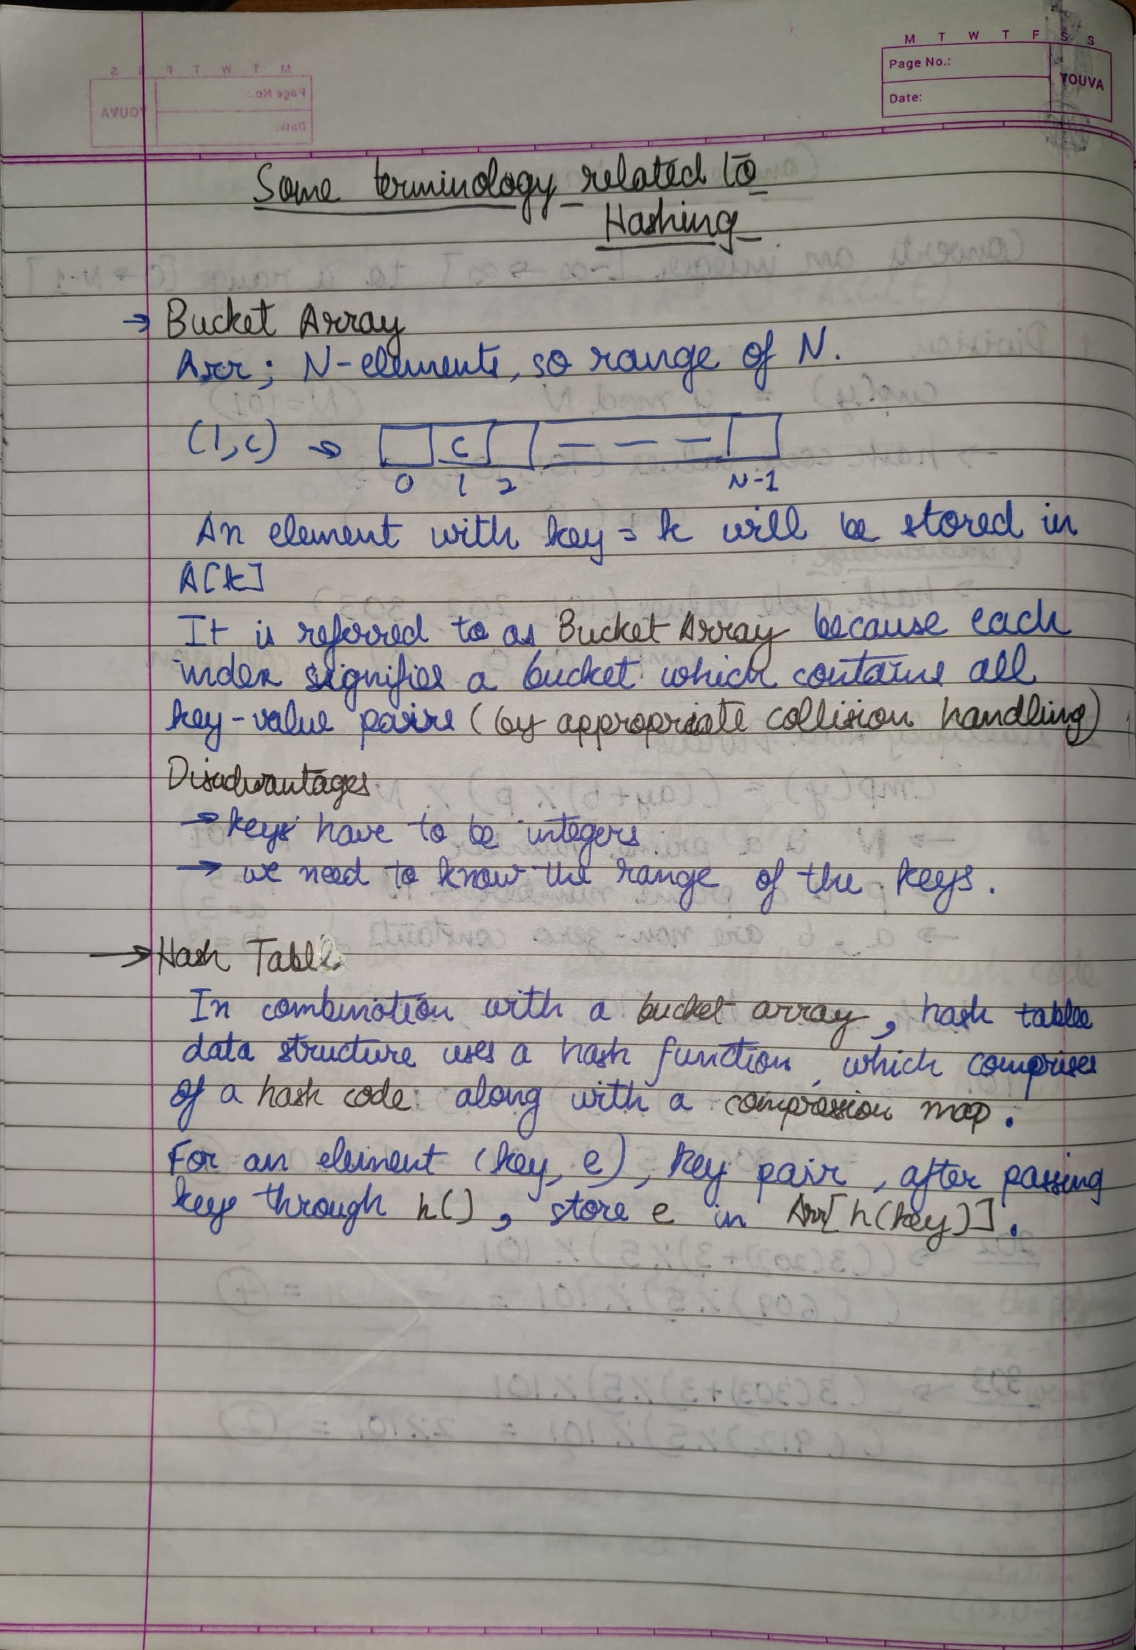 M T W T F S S
Page No.:
YOUVA
Date:
Some terminology related to
Hashing
→ Bucket Array
Arr; N-elements, so range of N.
(1,c) → c
0 1 2 N-1
An element with key = k will be stored in
A[k]
It is referred to as Bucket Array because each
index signifies a bucket which contains all
key-value pairs (by appropriate collision handling)
Disadvantages
→ keys have to be integers
→ we need to know the range of the keys.
→ Hash Table
In combination with a bucket array, hash table
data structure uses a hash function, which comprises
of a hash code along with a compression map.
For an element (key, e), key pair, after passing
keys through h(), store e in Arr[h(key)].